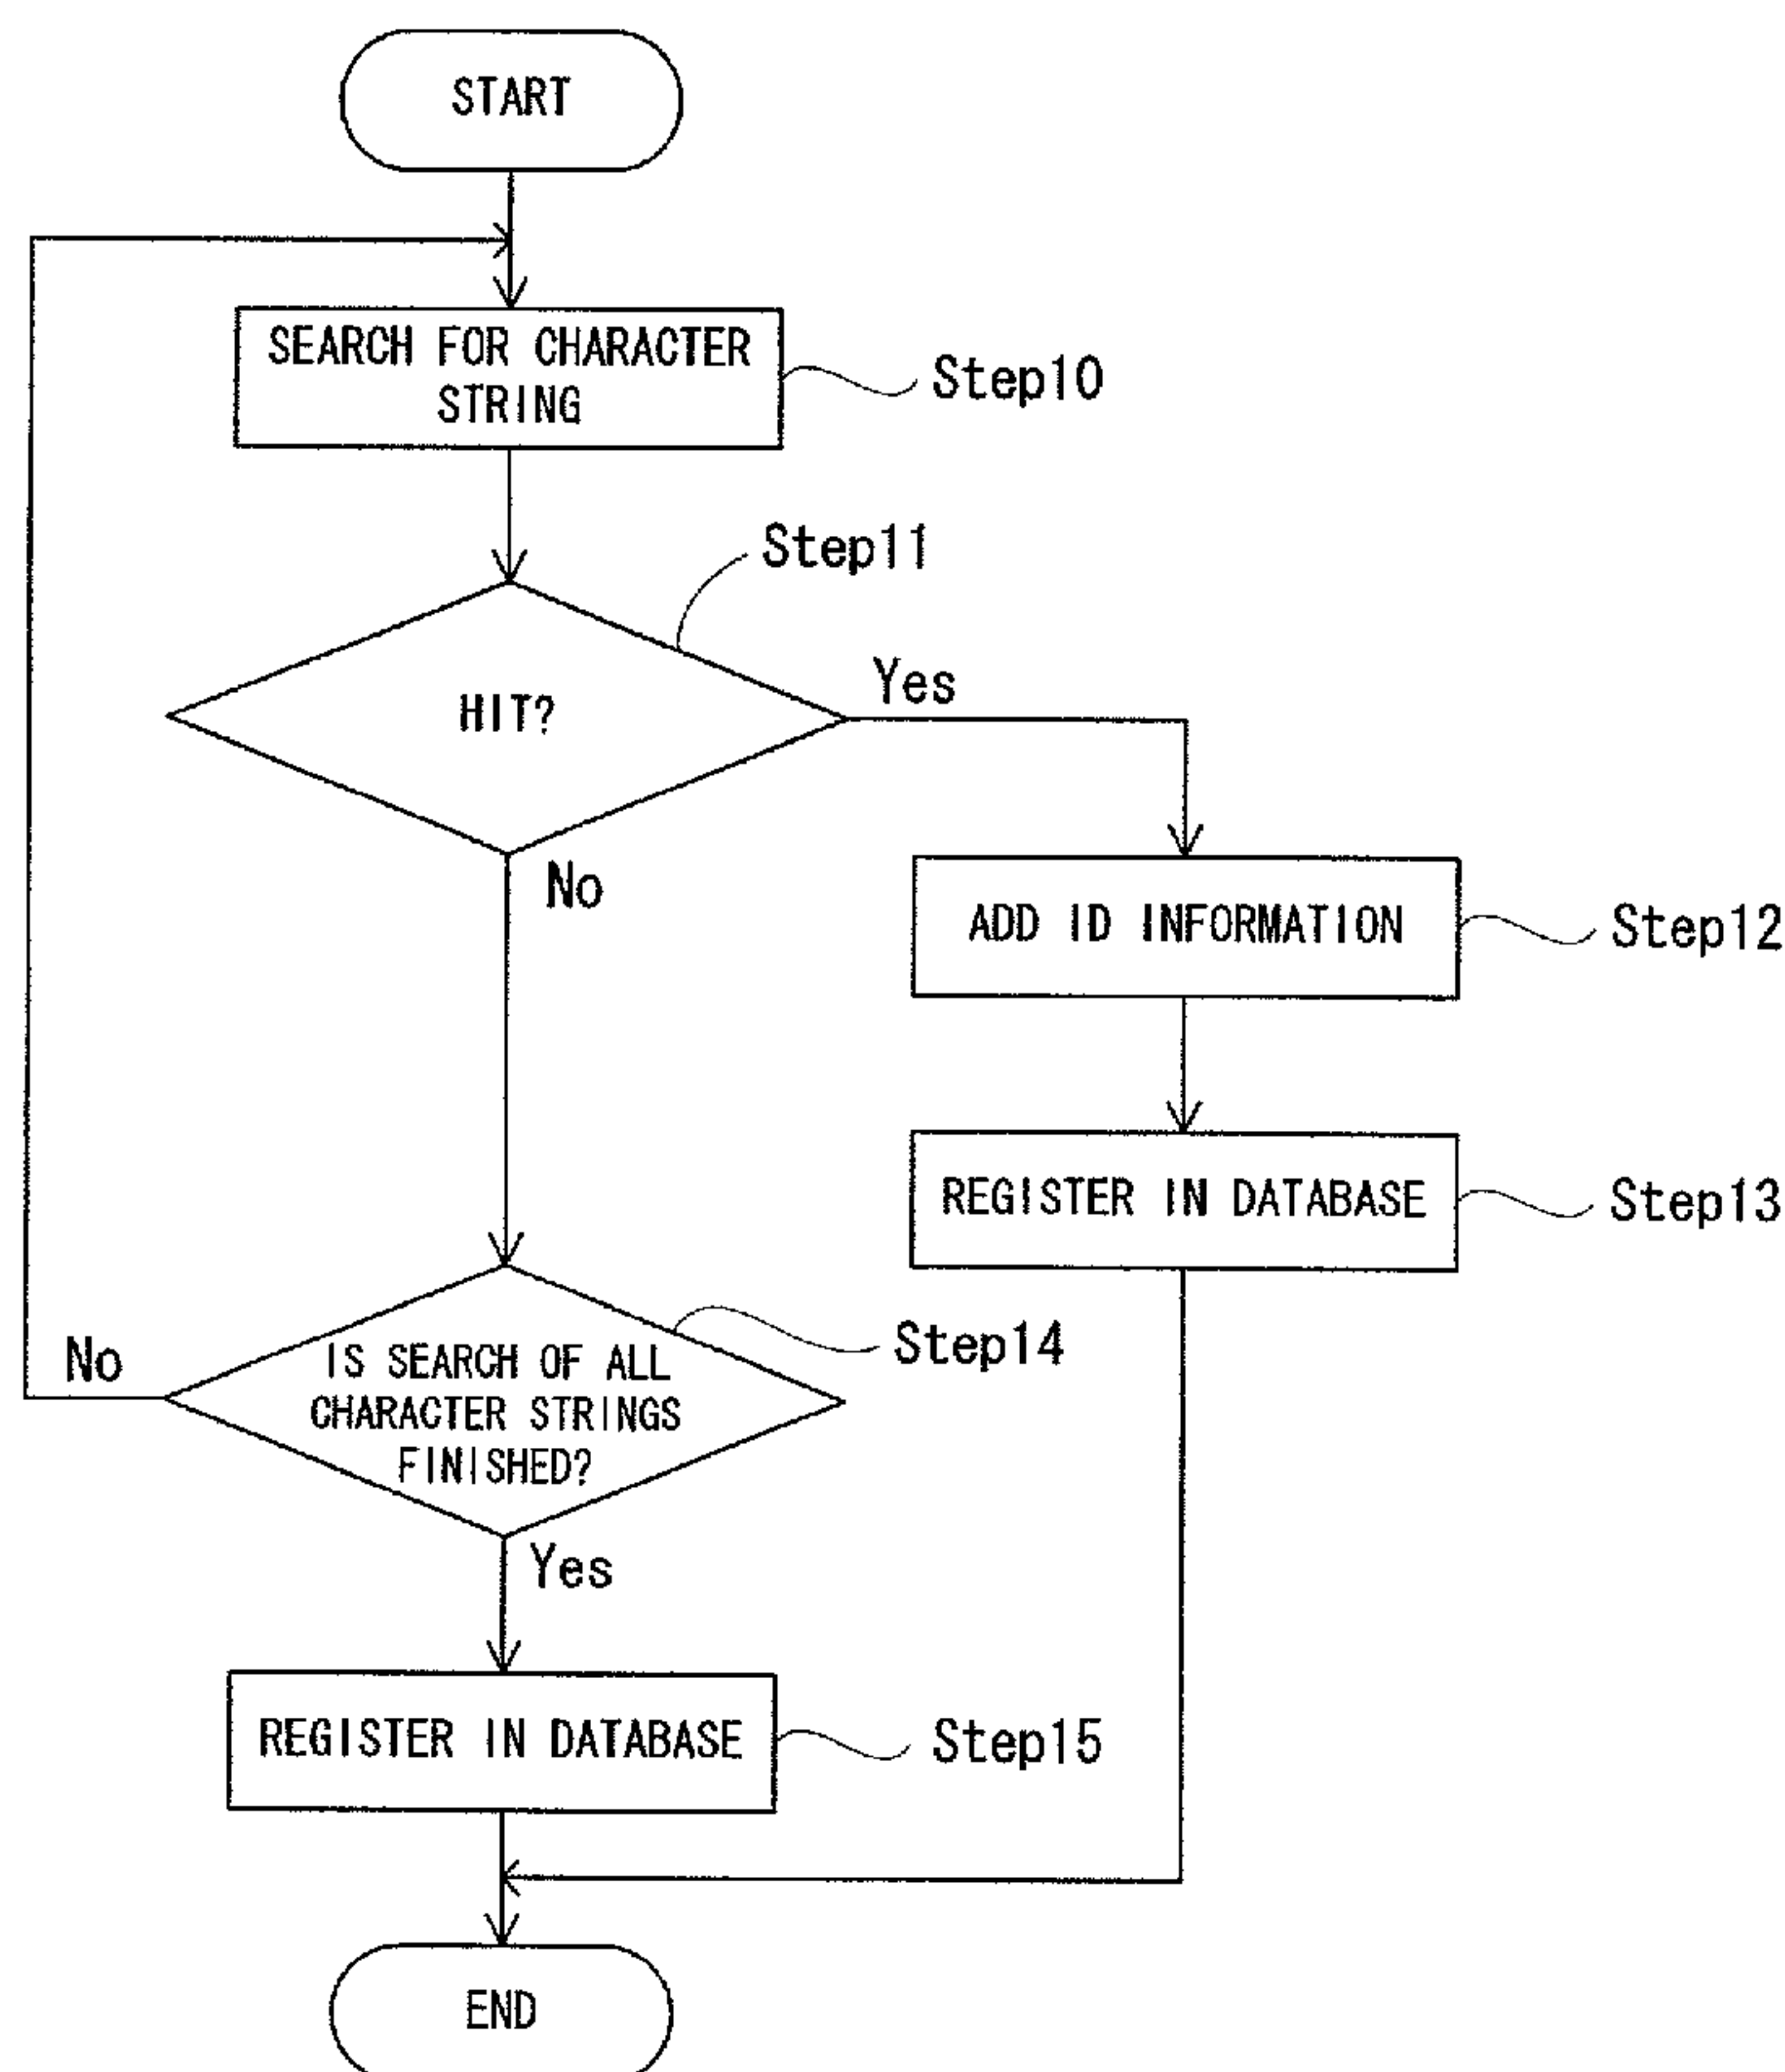 START
SEARCH FOR CHARACTER
STRING
Step10
Step11
HIT?
Yes
No
ADD ID INFORMATION
Step12
REGISTER IN DATABASE
Step13
No
IS SEARCH OF ALL
CHARACTER STRINGS
FINISHED?
Step14
Yes
REGISTER IN DATABASE
Step15
END